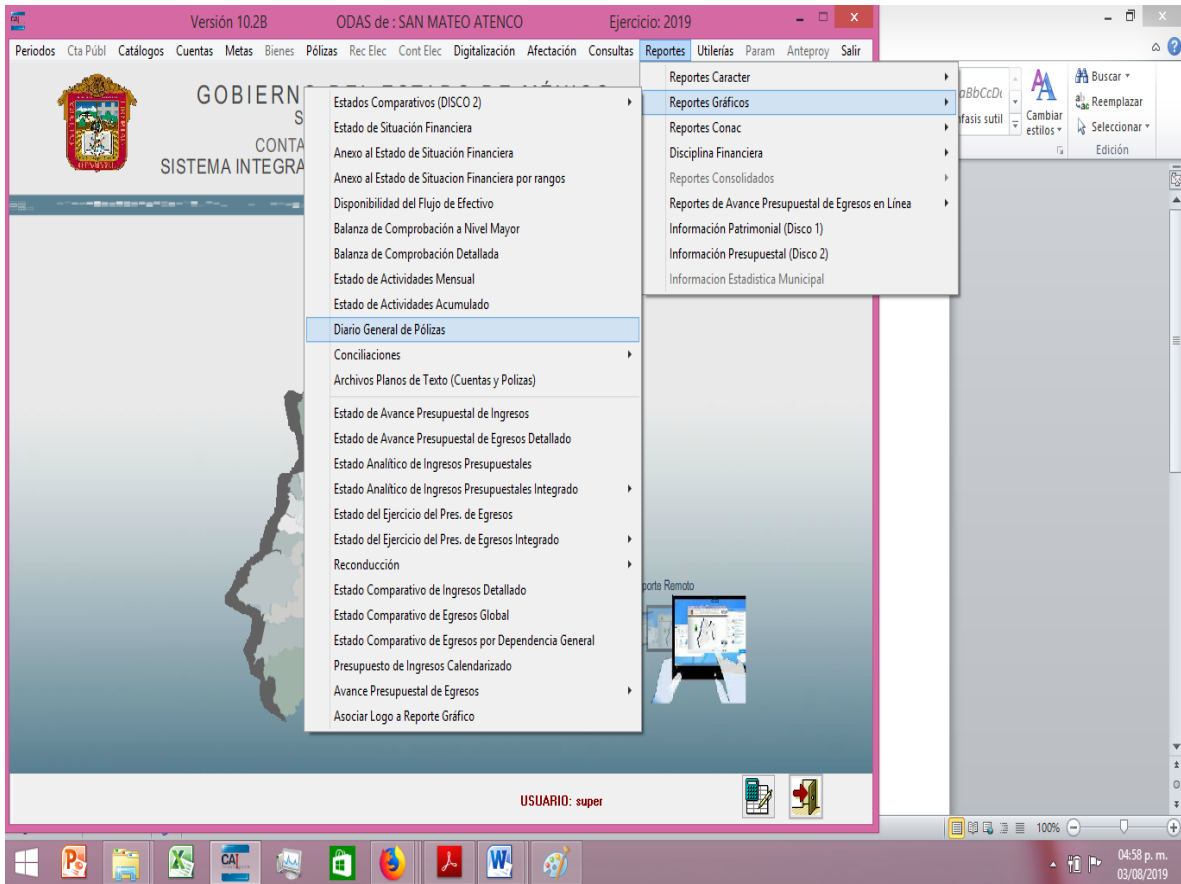 Versión 10.2B ODAS de : SAN MATEO ATENCO Ejercicio: 2019
Periodos Cta Públ Catálogos Cuentas Metas Bienes Pólizas Rec Elec Cont Elec Digitalización Afectación Consultas Reportes Utilerías Param Anteproy Salir
GOBIERN
CONTA
SISTEMA INTEGRA
Reportes Caracter
Reportes Gráficos
Reportes Conac
Disciplina Financiera
Reportes Consolidados
Reportes de Avance Presupuestal de Egresos en Línea
Información Patrimonial (Disco 1)
Información Presupuestal (Disco 2)
Informacion Estadistica Municipal
Estados Comparativos (DISCO 2)
Estado de Situación Financiera
Anexo al Estado de Situación Financiera
Anexo al Estado de Situacion Financiera por rangos
Disponibilidad del Flujo de Efectivo
Balanza de Comprobación a Nivel Mayor
Balanza de Comprobación Detallada
Estado de Actividades Mensual
Estado de Actividades Acumulado
Diario General de Pólizas
Conciliaciones
Archivos Planos de Texto (Cuentas y Polizas)
Estado de Avance Presupuestal de Ingresos
Estado de Avance Presupuestal de Egresos Detallado
Estado Analítico de Ingresos Presupuestales
Estado Analítico de Ingresos Presupuestales Integrado
Estado del Ejercicio del Pres. de Egresos
Estado del Ejercicio del Pres. de Egresos Integrado
Reconducción
Estado Comparativo de Ingresos Detallado
Estado Comparativo de Egresos Global
Estado Comparativo de Egresos por Dependencia General
Presupuesto de Ingresos Calendarizado
Avance Presupuestal de Egresos
Asociar Logo a Reporte Gráfico
porte Remoto
USUARIO: super
aBbCcDc
nfasis sutil
Cambiar
estilos
Buscar
Reemplazar
Seleccionar
Edición
100%
CAI
04:58 p. m.
03/08/2019